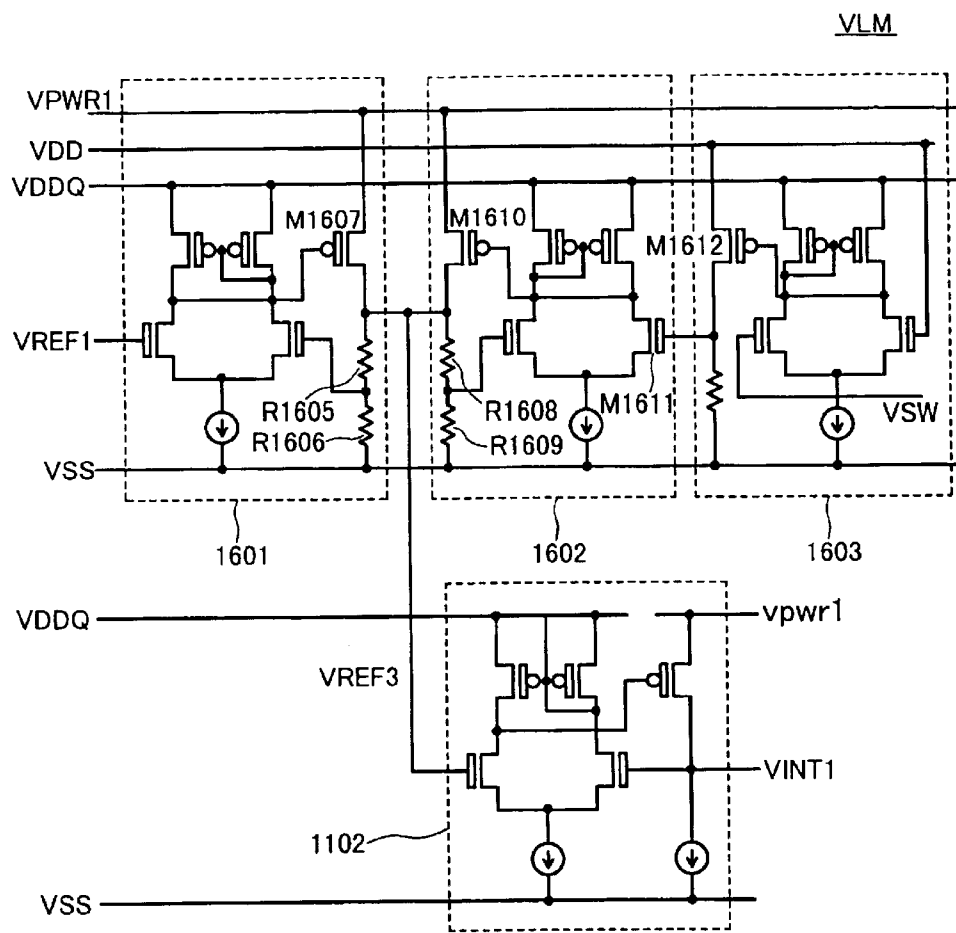 VLM
VPWR1
VDD
VDDQ
M1607
M1610
M1612
VREF1
R1605
R1606
R1608
R1609
M1611
VSW
VSS
1601
1602
1603
VDDQ
vpwr1
VREF3
VINT1
1102
VSS